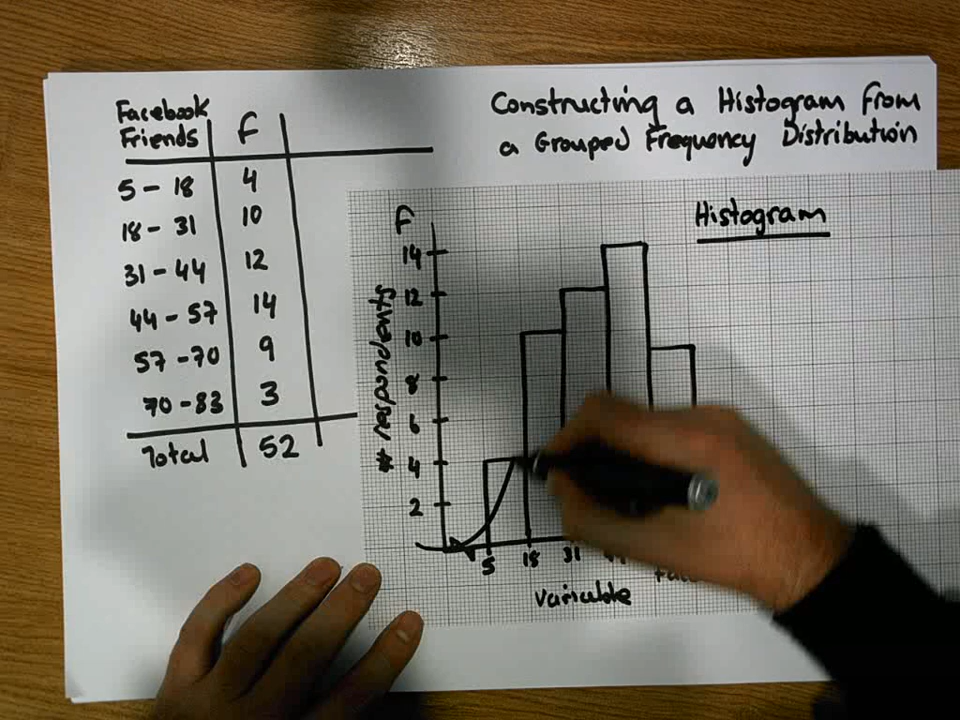 Constructing a Histogram from
a Grouped Frequency Distribution
Facebook
Friends F
5 - 18 4
18 - 31 10
31 - 44 12
44 - 57 14
57 - 70 9
70 - 83 3
Total 52
Histogram
F
14
12
10
8
6
4
2
# respondents
5 18 31
Variable